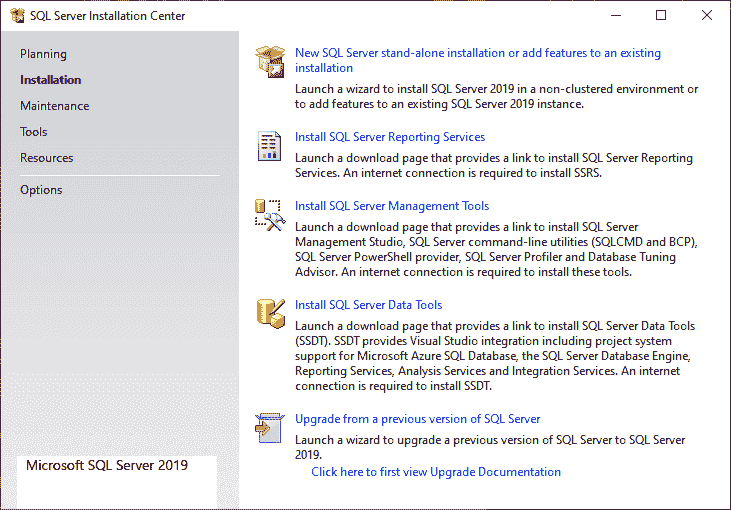 SQL Server Installation Center
Planning
Installation
Maintenance
Tools
Resources
Options
Microsoft SQL Server 2019
New SQL Server stand-alone installation or add features to an existing
installation
Launch a wizard to install SQL Server 2019 in a non-clustered environment or
to add features to an existing SQL Server 2019 instance.
Install SQL Server Reporting Services
Launch a download page that provides a link to install SQL Server Reporting
Services. An internet connection is required to install SSRS.
Install SQL Server Management Tools
Launch a download page that provides a link to install SQL Server
Management Studio, SQL Server command-line utilities (SQLCMD and BCP),
SQL Server PowerShell provider, SQL Server Profiler and Database Tuning
Advisor. An internet connection is required to install these tools.
Install SQL Server Data Tools
Launch a download page that provides a link to install SQL Server Data Tools
(SSDT). SSDT provides Visual Studio integration including project system
support for Microsoft Azure SQL Database, the SQL Server Database Engine,
Reporting Services, Analysis Services and Integration Services. An internet
connection is required to install SSDT.
Upgrade from a previous version of SQL Server
Launch a wizard to upgrade a previous version of SQL Server to SQL Server
2019.
Click here to first view Upgrade Documentation